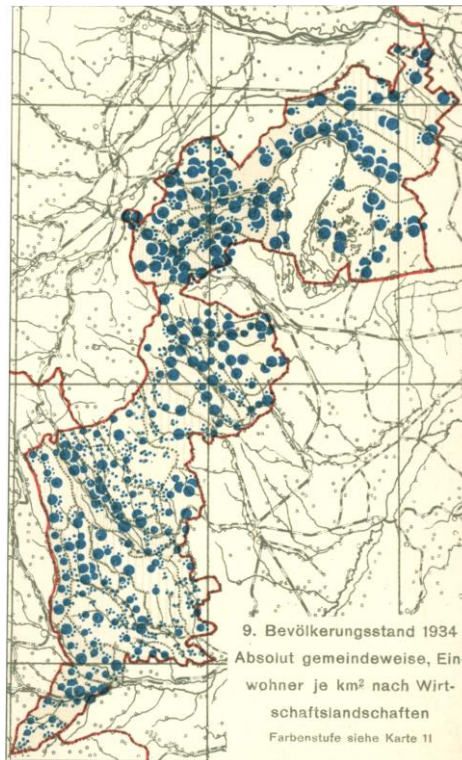 9. Bevölkerungsstand 1934
Absolut gemeindeweise, Ein-
wohner je km² nach Wirt-
schaftslandschaften
Farbenstufe siehe Karte 11